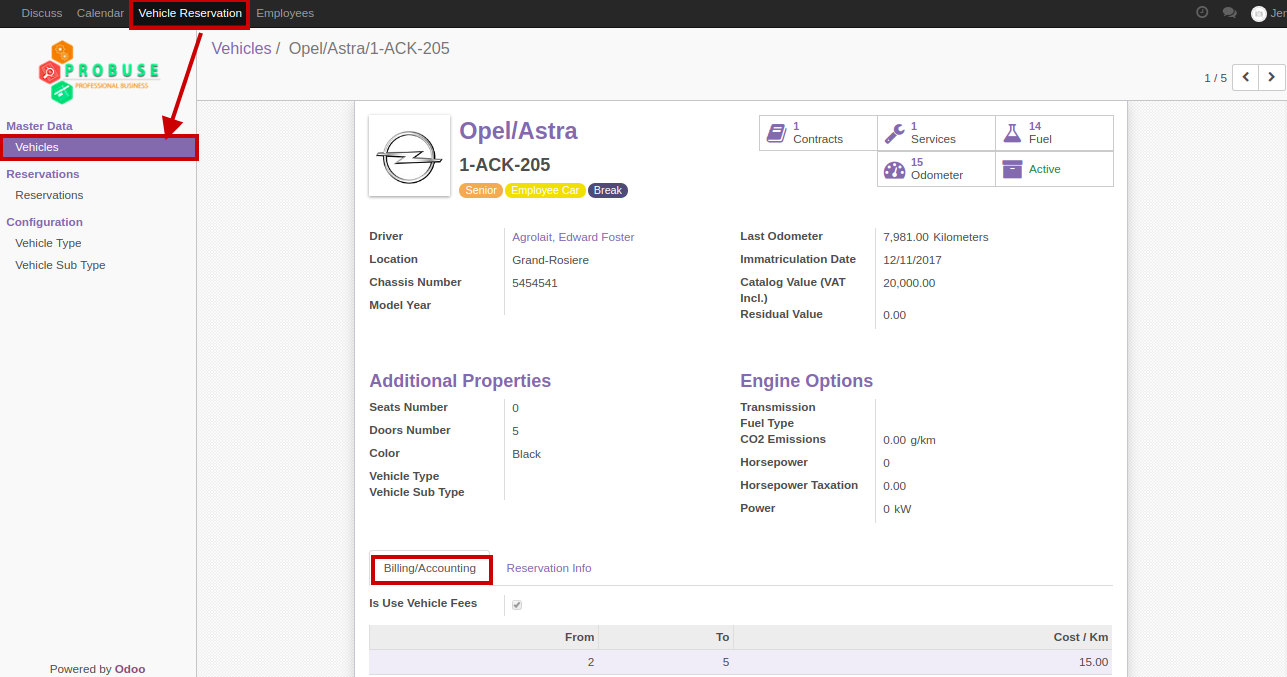 Discuss Calendar Vehicle Reservation Employees Jer
PROBUSE
PROFESSIONAL BUSINESS
Vehicles / Opel/Astra/1-ACK-205
1 / 5
Master Data
Vehicles
Reservations
Reservations
Configuration
Vehicle Type
Vehicle Sub Type
Powered by Odoo
Opel/Astra
1-ACK-205
Senior Employee Car Break
1 Contracts
1 Services
14 Fuel
15 Odometer
Active
Driver Agrolait, Edward Foster
Location Grand-Rosiere
Chassis Number 5454541
Model Year
Last Odometer 7,981.00 Kilometers
Immatriculation Date 12/11/2017
Catalog Value (VAT Incl.) 20,000.00
Residual Value 0.00
Additional Properties
Seats Number 0
Doors Number 5
Color Black
Vehicle Type
Vehicle Sub Type
Engine Options
Transmission
Fuel Type
CO2 Emissions 0.00 g/km
Horsepower 0
Horsepower Taxation 0.00
Power 0 kW
Billing/Accounting Reservation Info
Is Use Vehicle Fees
From To Cost / Km
2 5 15.00